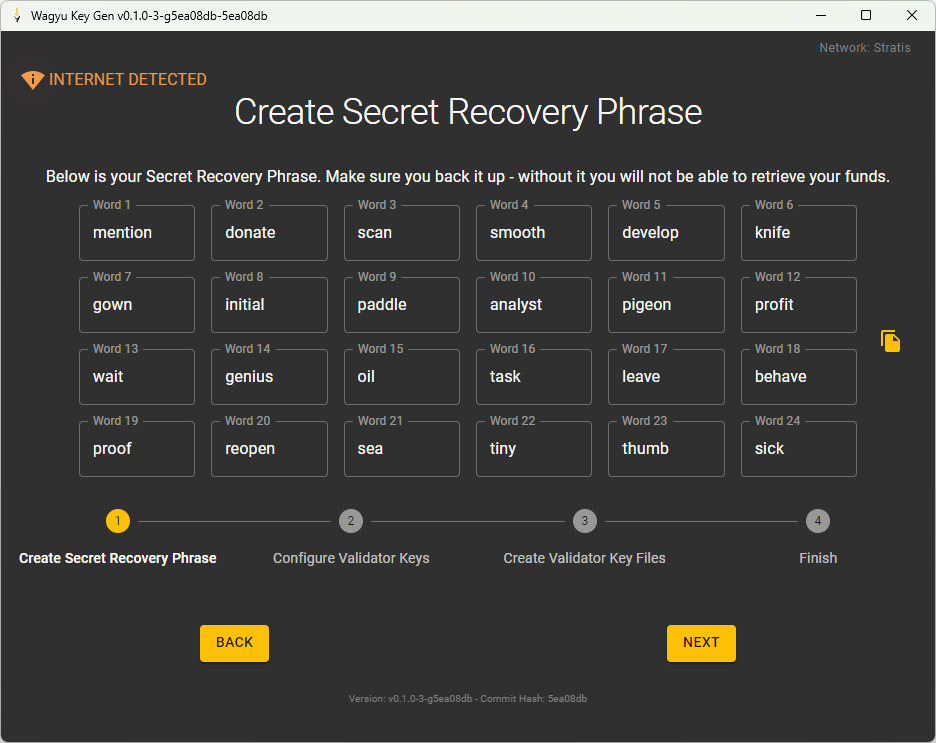 Wagyu Key Gen v0.1.0-3-g5ea08db-5ea08db
Network: Stratis
INTERNET DETECTED
Create Secret Recovery Phrase
Below is your Secret Recovery Phrase. Make sure you back it up - without it you will not be able to retrieve your funds.
Word 1 Word 2 Word 3 Word 4 Word 5 Word 6
mention donate scan smooth develop knife
Word 7 Word 8 Word 9 Word 10 Word 11 Word 12
gown initial paddle analyst pigeon profit
Word 13 Word 14 Word 15 Word 16 Word 17 Word 18
wait genius oil task leave behave
Word 19 Word 20 Word 21 Word 22 Word 23 Word 24
proof reopen sea tiny thumb sick
1 2 3 4
Create Secret Recovery Phrase Configure Validator Keys Create Validator Key Files Finish
BACK NEXT
Version: v0.1.0-3-g5ea08db - Commit Hash: 5ea08db